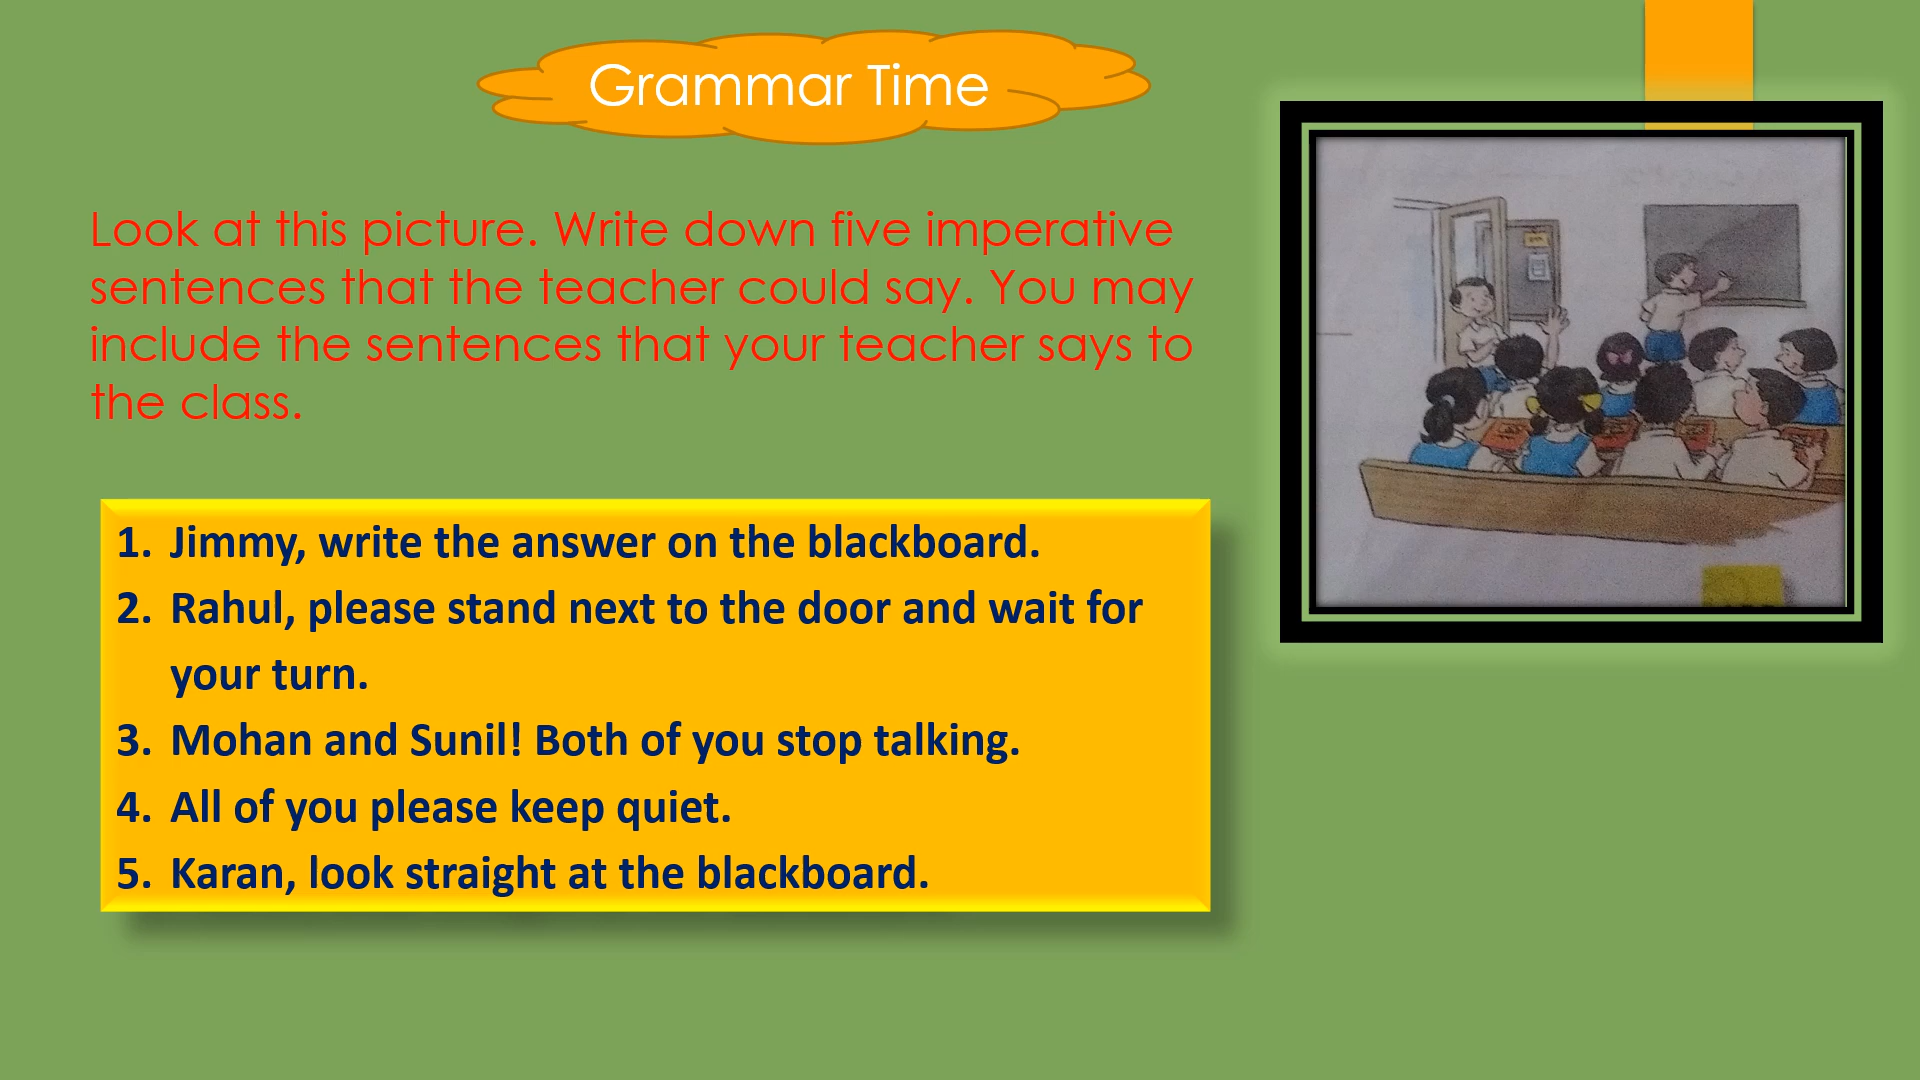 Grammar Time
Look at this picture. Write down five imperative
sentences that the teacher could say. You may
include the sentences that your teacher says to
the class.
1. Jimmy, write the answer on the blackboard.
2. Rahul, please stand next to the door and wait for
your turn.
3. Mohan and Sunil! Both of you stop talking.
4. All of you please keep quiet.
5. Karan, look straight at the blackboard.